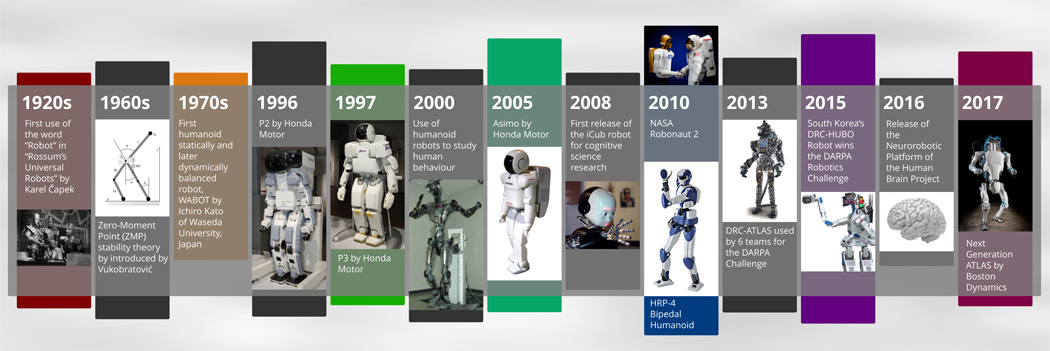 1920s
First use of
the word
“Robot” in
“Rossum’s
Universal
Robots” by
Karel Čapek
1960s
Zero-Moment
Point (ZMP)
stability theory
by introduced by
Vukobratović
1970s
First
humanoid
statically and
later
dynamically
balanced
robot,
WABOT by
Ichiro Kato
of Waseda
University,
Japan
1996
P2 by Honda
Motor
1997
P3 by Honda
Motor
2000
Use of
humanoid
robots to study
human
behaviour
2005
Asimo by
Honda Motor
2008
First release of
the iCub robot
for cognitive
science
research
2010
NASA
Robonaut 2
HRP-4
Bipedal
Humanoid
2013
DRC-ATLAS used
by 6 teams for
the DARPA
Challenge
2015
South Korea’s
DRC-HUBO
Robot wins
the DARPA
Robotics
Challenge
2016
Release of
the
Neurorobotic
Platform of
the Human
Brain Project
2017
Next
Generation
ATLAS by
Boston
Dynamics